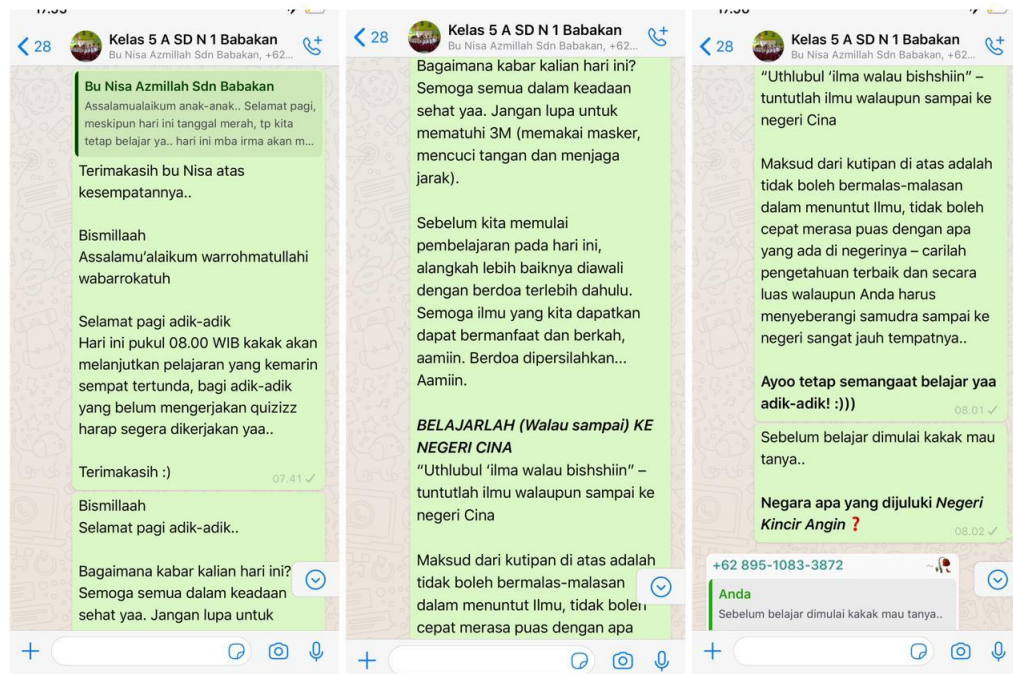 28
Kelas 5 A SD N 1 Babakan
Bu Nisa Azmillah Sdn Babakan, +62...
Bu Nisa Azmillah Sdn Babakan
Assalamualaikum anak-anak.. Selamat pagi,
meskipun hari ini tanggal merah, tp kita
tetap belajar ya.. hari ini mba irma akan m...
Terimakasih bu Nisa atas
kesempatannya..
Bismillaah
Assalamu’alaikum warrohmatullahi
wabarrokatuh
Selamat pagi adik-adik
Hari ini pukul 08.00 WIB kakak akan
melanjutkan pelajaran yang kemarin
sempat tertunda, bagi adik-adik
yang belum mengerjakan quizizz
harap segera dikerjakan yaa..
Terimakasih :)
07.41
Bismillaah
Selamat pagi adik-adik..
Bagaimana kabar kalian hari ini?
Semoga semua dalam keadaan
sehat yaa. Jangan lupa untuk
28
Kelas 5 A SD N 1 Babakan
Bu Nisa Azmillah Sdn Babakan, +62...
Bagaimana kabar kalian hari ini?
Semoga semua dalam keadaan
sehat yaa. Jangan lupa untuk
mematuhi 3M (memakai masker,
mencuci tangan dan menjaga
jarak).
Sebelum kita memulai
pembelajaran pada hari ini,
alangkah lebih baiknya diawali
dengan berdoa terlebih dahulu.
Semoga ilmu yang kita dapatkan
dapat bermanfaat dan berkah,
aamiin. Berdoa dipersilahkan...
Aamiin.
BELAJARLAH (Walau sampai) KE
NEGERI CINA
“Uthlubul ‘ilma walau bishshiin” –
tuntutlah ilmu walaupun sampai ke
negeri Cina
Maksud dari kutipan di atas adalah
tidak boleh bermalas-malasan
dalam menuntut Ilmu, tidak boleh
cepat merasa puas dengan apa
28
Kelas 5 A SD N 1 Babakan
Bu Nisa Azmillah Sdn Babakan, +62...
“Uthlubul ‘ilma walau bishshiin” –
tuntutlah ilmu walaupun sampai ke
negeri Cina
Maksud dari kutipan di atas adalah
tidak boleh bermalas-malasan
dalam menuntut Ilmu, tidak boleh
cepat merasa puas dengan apa
yang ada di negerinya – carilah
pengetahuan terbaik dan secara
luas walaupun Anda harus
menyeberangi samudra sampai ke
negeri sangat jauh tempatnya..
Ayoo tetap semangaat belajar yaa
adik-adik! :)))
08.01
Sebelum belajar dimulai kakak mau
tanya..
Negara apa yang dijuluki Negeri
Kincir Angin ❓
08.02
+62 895-1083-3872
~🥀
Anda
Sebelum belajar dimulai kakak mau tanya..